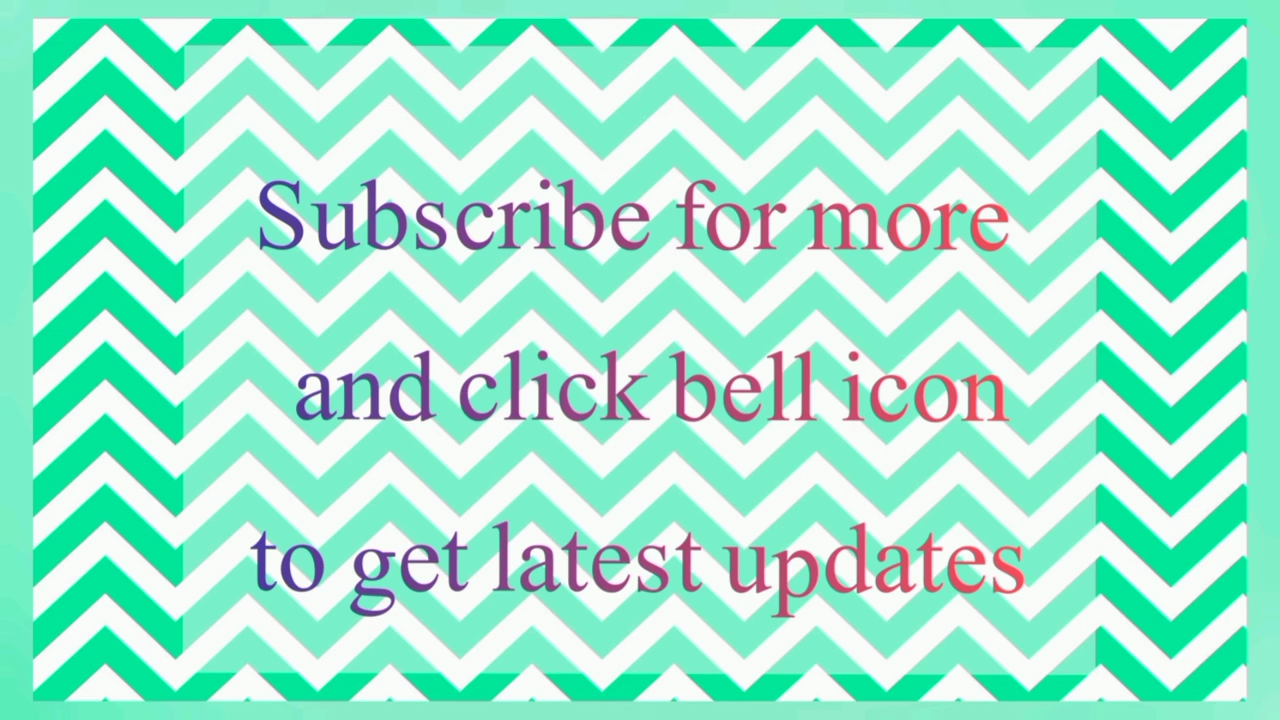 Subscribe for more
and click bell icon
to get latest updates